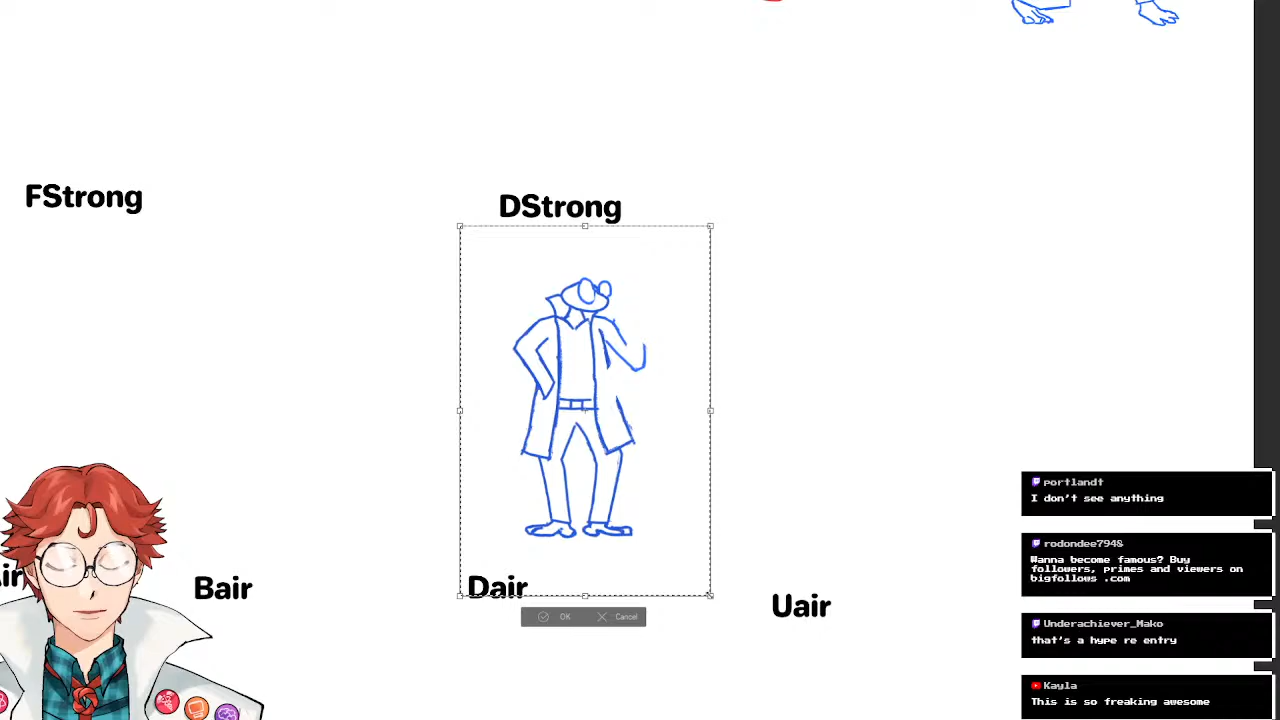 FStrong
DStrong
Bair
Dair
Uair
OK
Cancel
portlandt
I don't see anything
rodondee7948
Wanna become famous? Buy
followers, primes and viewers on
bigfollows .com
Underachiever_Mako
that's a hype re entry
Kayla
This is so freaking awesome